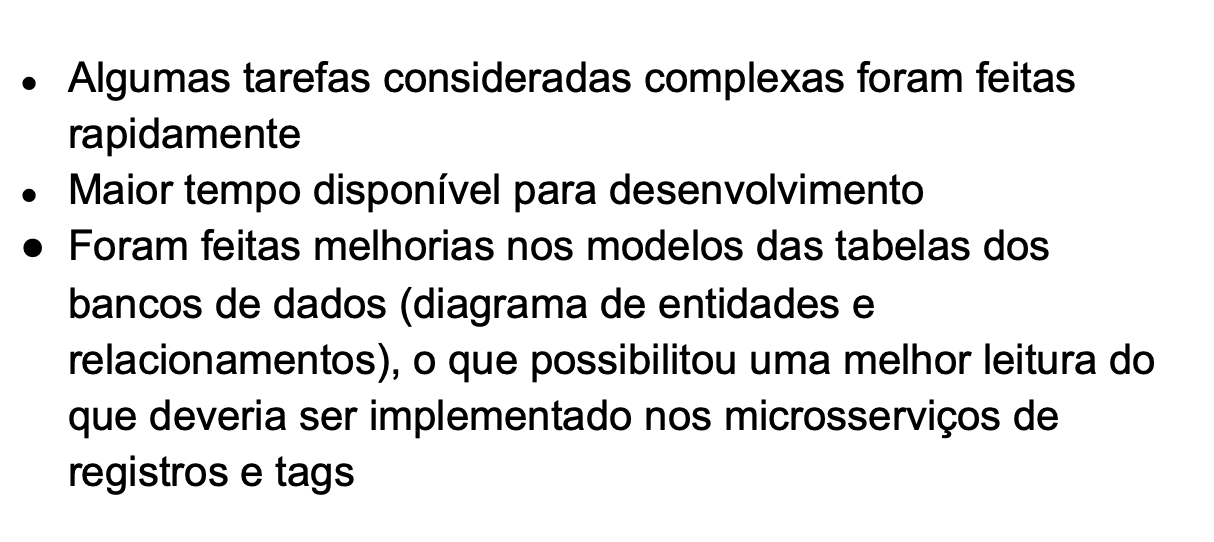 • Algumas tarefas consideradas complexas foram feitas
rapidamente
• Maior tempo disponível para desenvolvimento
• Foram feitas melhorias nos modelos das tabelas dos
bancos de dados (diagrama de entidades e
relacionamentos), o que possibilitou uma melhor leitura do
que deveria ser implementado nos microsserviços de
registros e tags